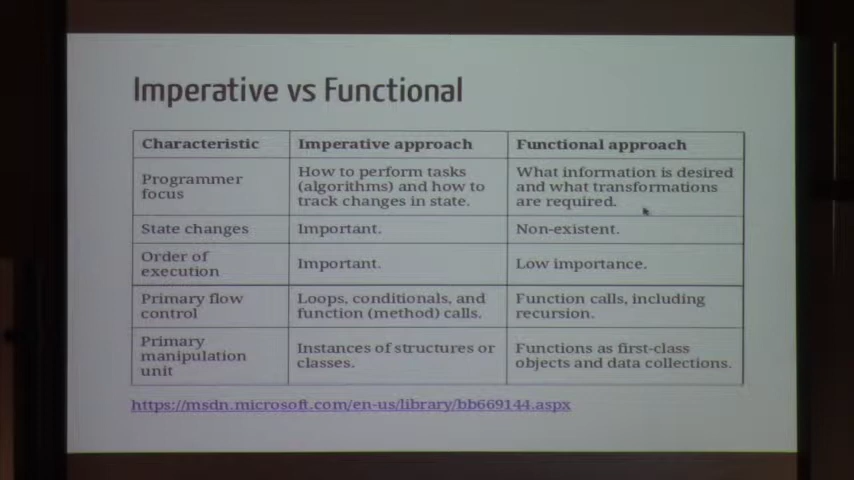 Imperative vs Functional
Characteristic
Imperative approach
Functional approach
Programmer
focus
How to perform tasks
(algorithms) and how to
track changes in state.
What information is desired
and what transformations
are required.
State changes
Important.
Non-existent.
Order of
execution
Important.
Low importance.
Primary flow
control
Loops, conditionals, and
function (method) calls.
Function calls, including
recursion.
Primary
manipulation
unit
Instances of structures or
classes.
Functions as first-class
objects and data collections.
https://msdn.microsoft.com/en-us/library/bb669144.aspx